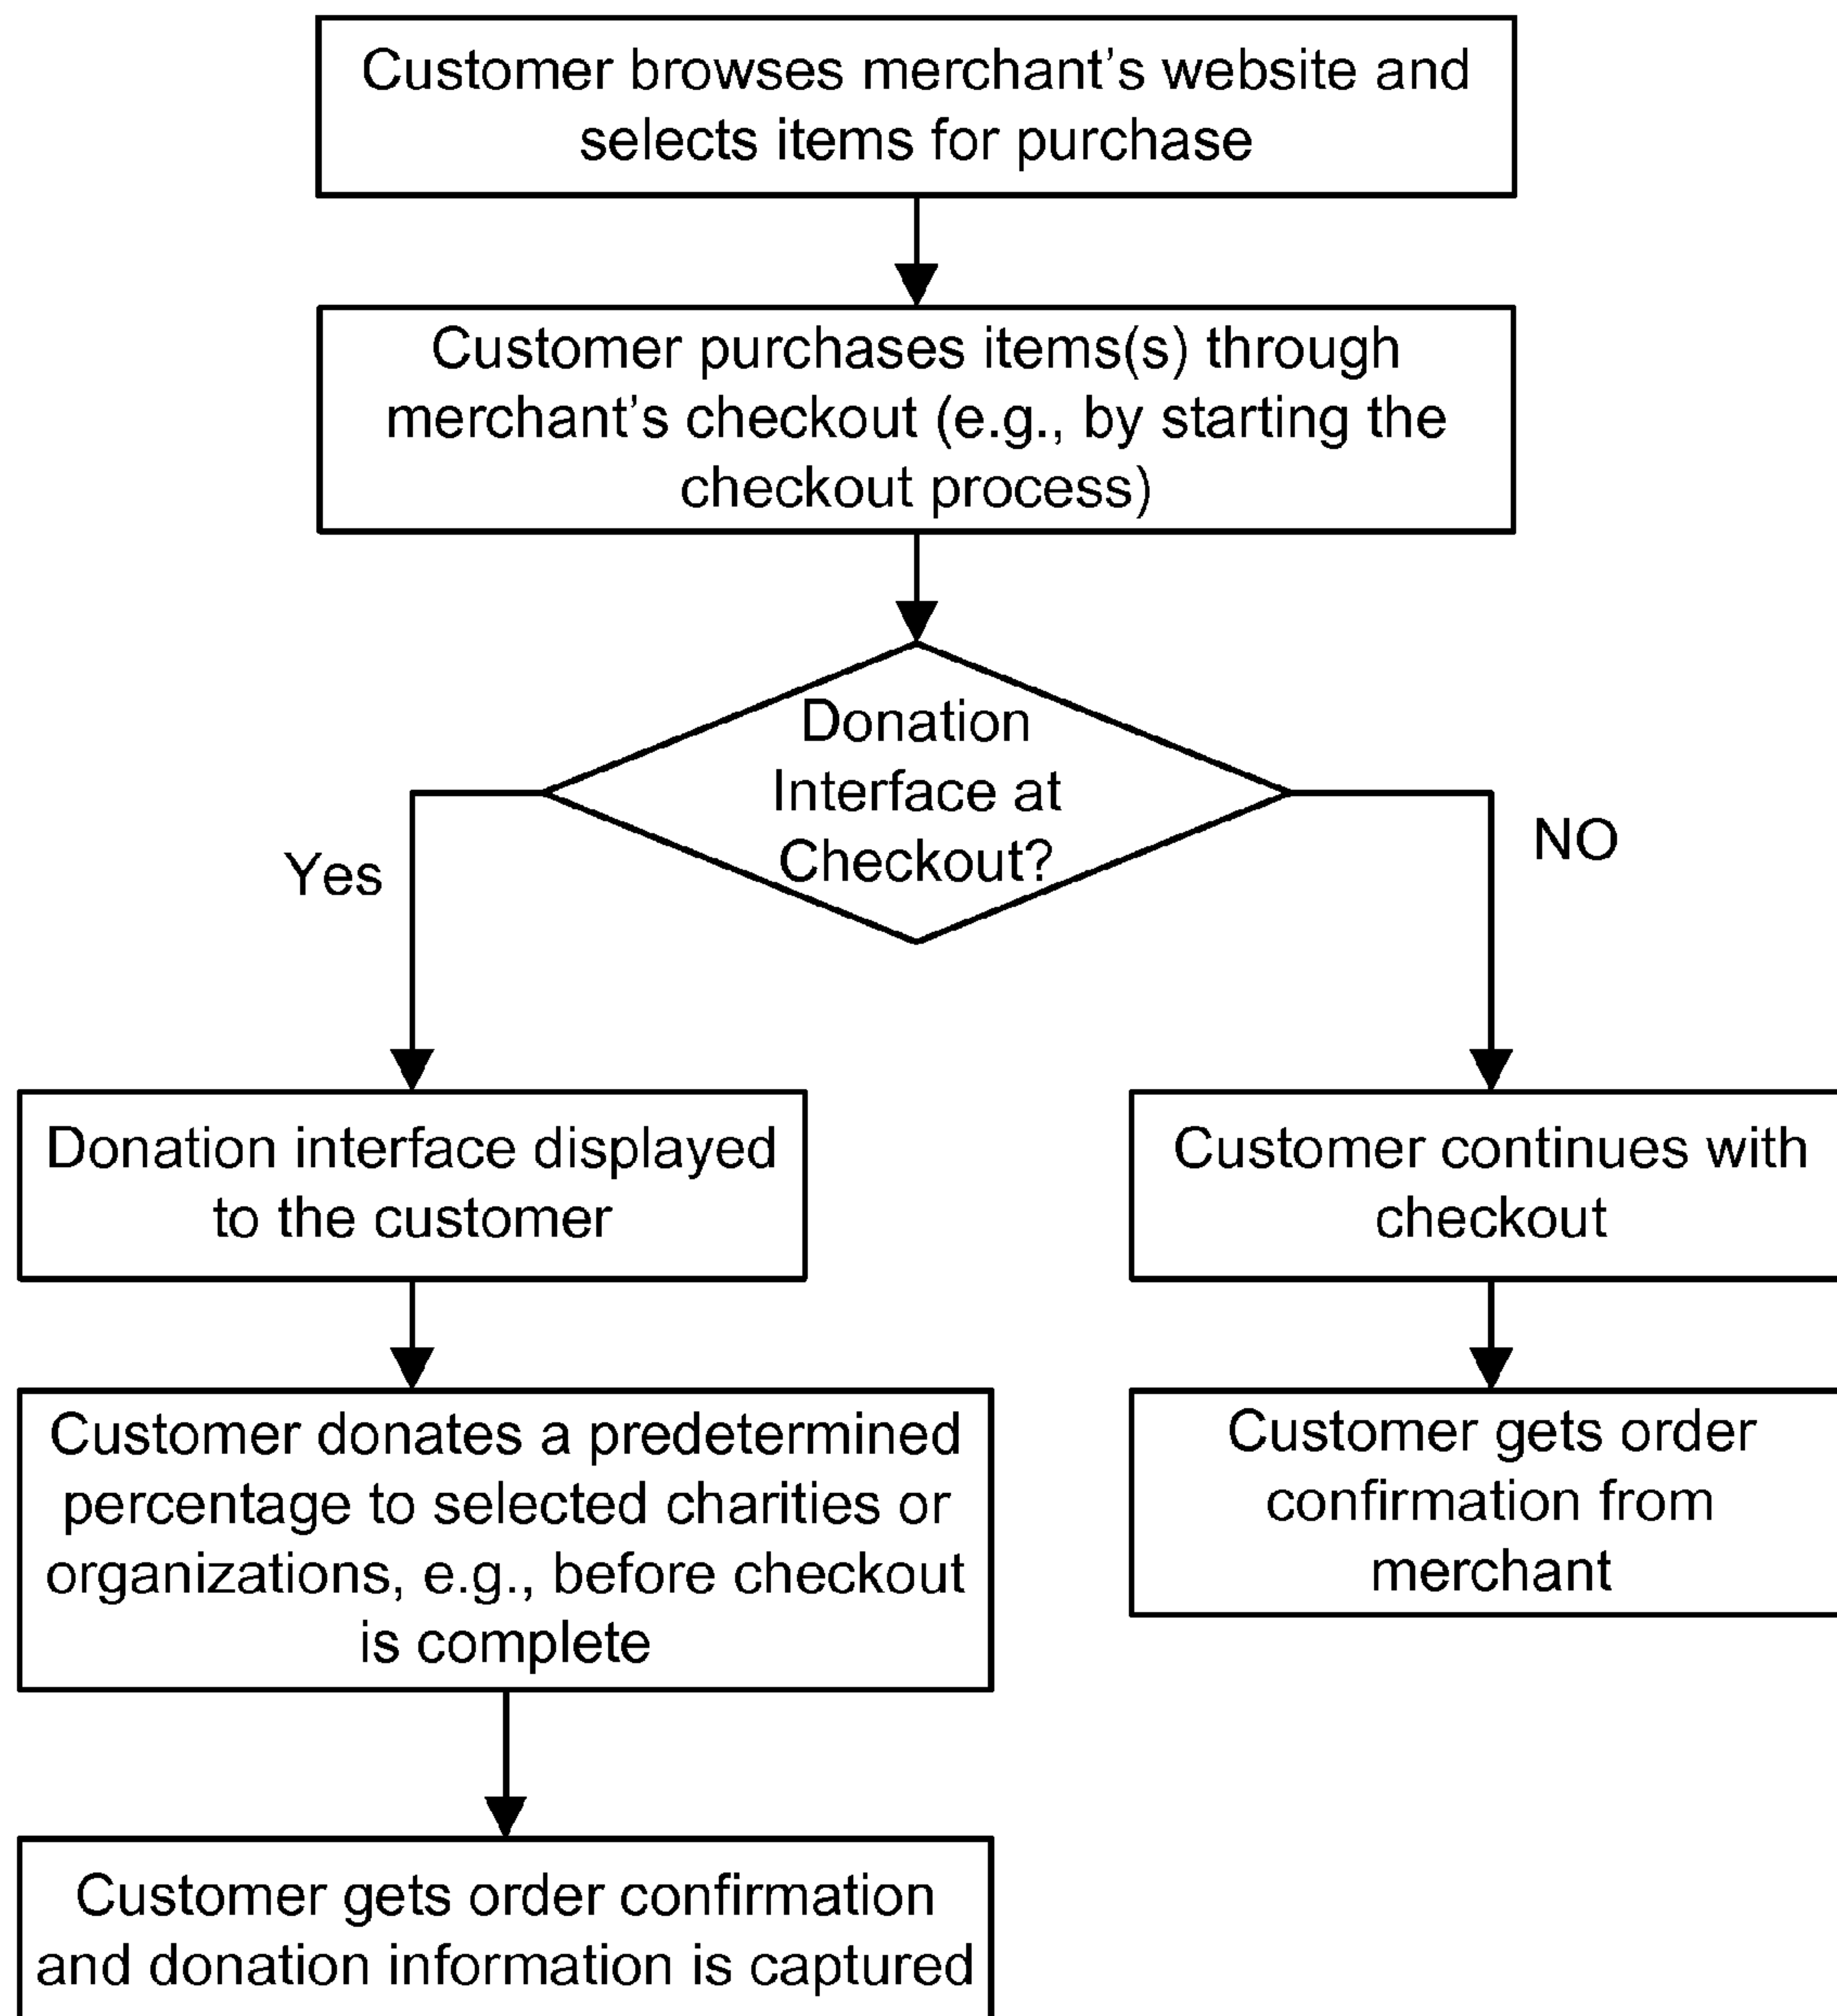 Customer browses merchant’s website and
selects items for purchase
Customer purchases items(s) through
merchant’s checkout (e.g., by starting the
checkout process)
Donation
Interface at
Checkout?
Yes
NO
Donation interface displayed
to the customer
Customer continues with
checkout
Customer donates a predetermined
percentage to selected charities or
organizations, e.g., before checkout
is complete
Customer gets order
confirmation from
merchant
Customer gets order confirmation
and donation information is captured